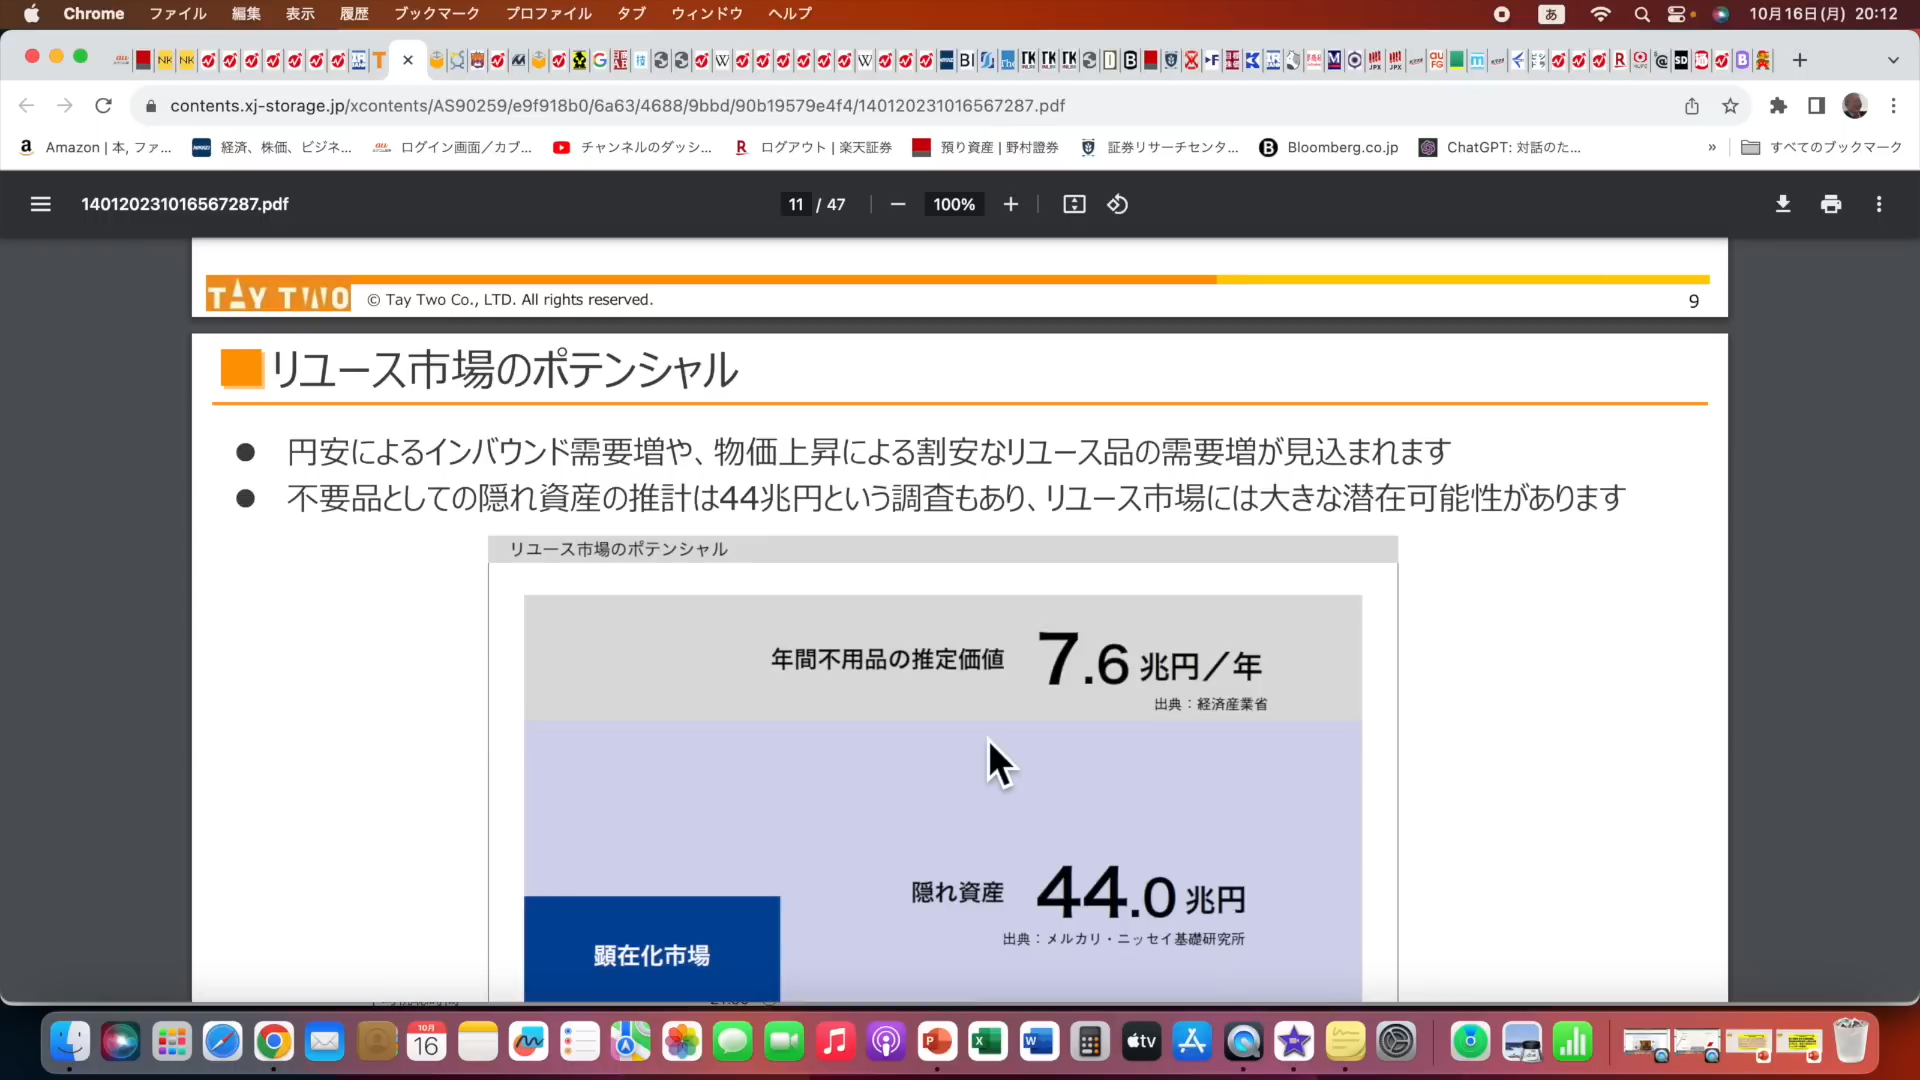 Chrome ファイル 編集 表示 履歴 ブックマーク プロファイル タブ ウィンドウ ヘルプ あ 10月16日(月) 20:12
contents.xj-storage.jp/xcontents/AS90259/e9f918b0/6a63/4688/9bbd/90b19579e4f4/140120231016567287.pdf
Amazon | 本, ファ... 経済、株価、ビジネ... ログイン画面／カブ... チャンネルのダッシ... ログアウト | 楽天証券 預り資産 | 野村證券 証券リサーチセンタ... Bloomberg.co.jp ChatGPT: 対話のた... » すべてのブックマーク
140120231016567287.pdf 11 / 47 100%
TAY TWO © Tay Two Co., LTD. All rights reserved. 9
リユース市場のポテンシャル
● 円安によるインバウンド需要増や、物価上昇による割安なリユース品の需要増が見込まれます
● 不要品としての隠れ資産の推計は44兆円という調査もあり、リユース市場には大きな潜在可能性があります
リユース市場のポテンシャル
年間不用品の推定価値 7.6 兆円／年
出典：経済産業省
隠れ資産 44.0 兆円
出典：メルカリ・ニッセイ基礎研究所
顕在化市場
10月
16
tv